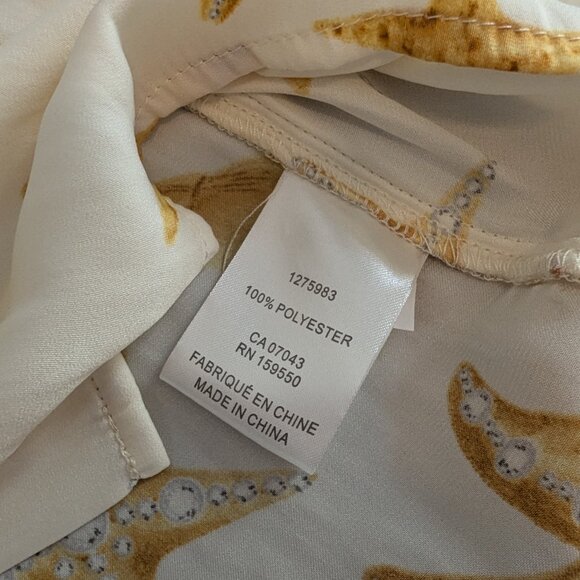 1275983
100% POLYESTER
CA 07043
RN 159550
FABRIQUÉ EN CHINE
MADE IN CHINA